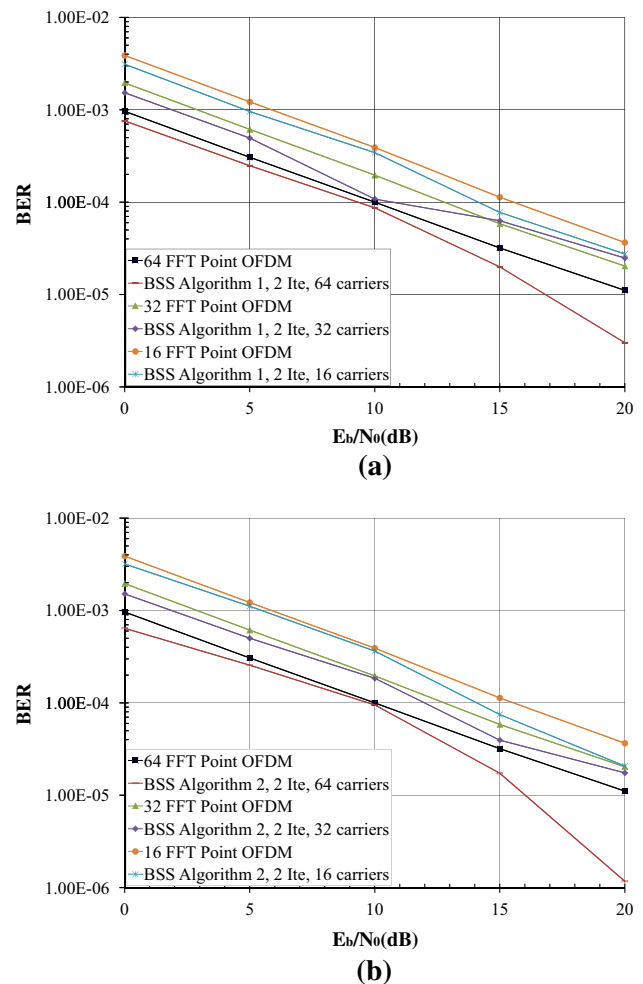 1.00E-02
1.00E-03
1.00E-04
1.00E-05
1.00E-06
BER
64 FFT Point OFDM
BSS Algorithm 1, 2 Ite, 64 carriers
32 FFT Point OFDM
BSS Algorithm 1, 2 Ite, 32 carriers
16 FFT Point OFDM
BSS Algorithm 1, 2 Ite, 16 carriers
0 5 10 15 20
Eb/N0(dB)
(a)
1.00E-02
1.00E-03
1.00E-04
1.00E-05
1.00E-06
BER
64 FFT Point OFDM
BSS Algorithm 2, 2 Ite, 64 carriers
32 FFT Point OFDM
BSS Algorithm 2, 2 Ite, 32 carriers
16 FFT Point OFDM
BSS Algorithm 2, 2 Ite, 16 carriers
0 5 10 15 20
Eb/N0(dB)
(b)